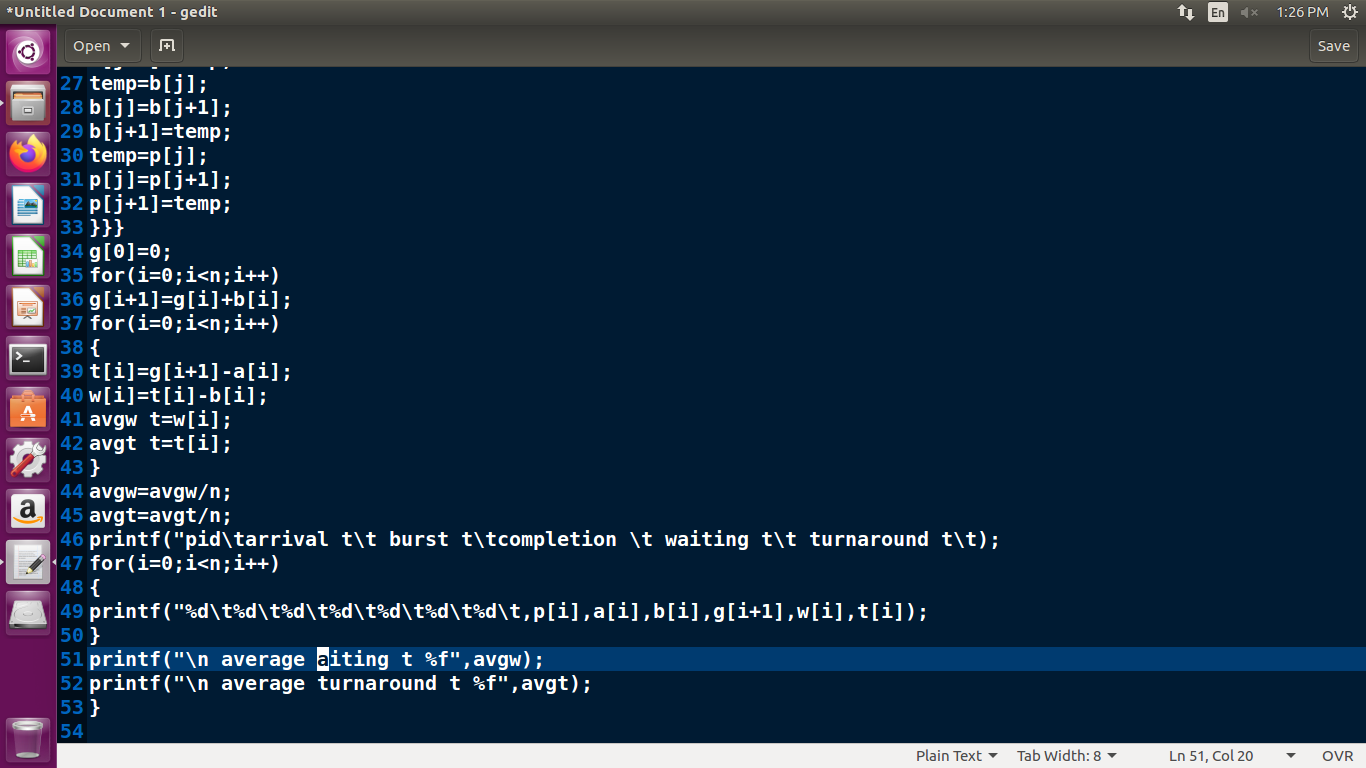 *Untitled Document 1 - gedit
En
1:26 PM
Open
Save
27 temp=b[j];
28 b[j]=b[j+1];
29 b[j+1]=temp;
30 temp=p[j];
31 p[j]=p[j+1];
32 p[j+1]=temp;
33 }}}
34 g[0]=0;
35 for(i=0;i<n;i++)
36 g[i+1]=g[i]+b[i];
37 for(i=0;i<n;i++)
38 {
39 t[i]=g[i+1]-a[i];
40 w[i]=t[i]-b[i];
41 avgw t=w[i];
42 avgt t=t[i];
43 }
44 avgw=avgw/n;
45 avgt=avgt/n;
46 printf("pid\tarrival t\t burst t\tcompletion \t waiting t\t turnaround t\t);
47 for(i=0;i<n;i++)
48 {
49 printf("%d\t%d\t%d\t%d\t%d\t%d\t%d\t,p[i],a[i],b[i],g[i+1],w[i],t[i]);
50 }
51 printf("\n average aiting t %f",avgw);
52 printf("\n average turnaround t %f",avgt);
53 }
54
Plain Text
Tab Width: 8
Ln 51, Col 20
OVR